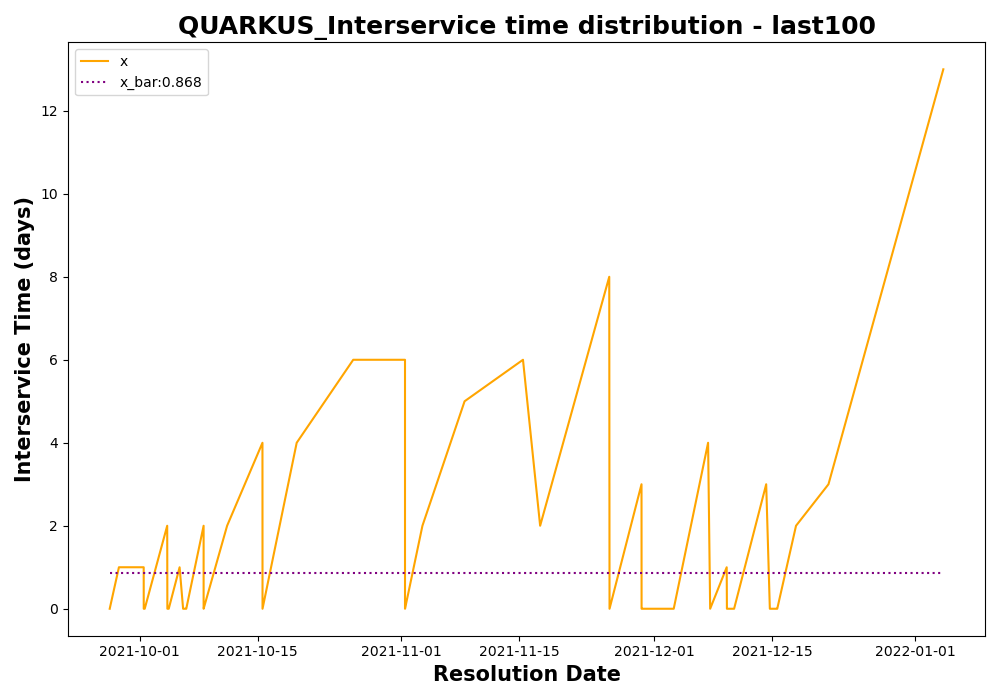 QUARKUS_Interservice time distribution - last100
x
x_bar:0.868
Interservice Time (days)
12
10
8
6
4
2
0
2021-10-01 2021-10-15 2021-11-01 2021-11-15 2021-12-01 2021-12-15 2022-01-01
Resolution Date